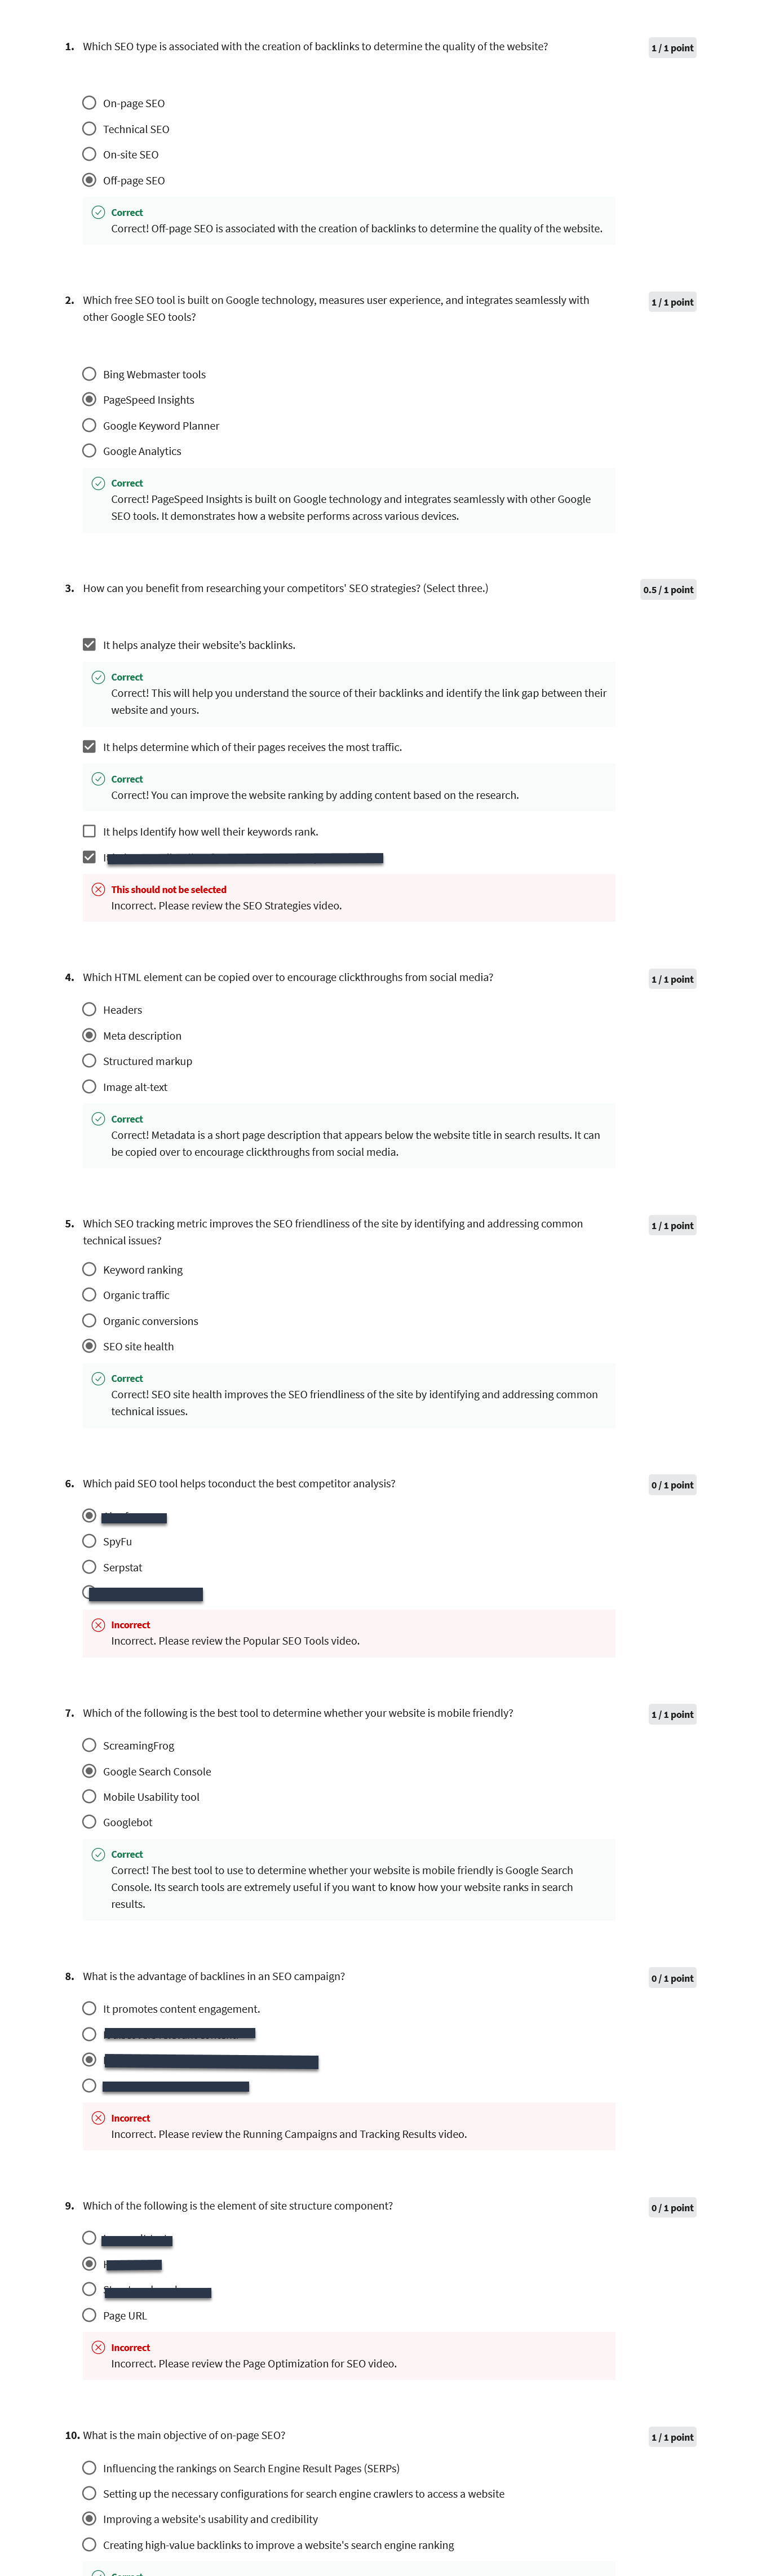 1. Which SEO type is associated with the creation of backlinks to determine the quality of the website?
1 / 1 point
On-page SEO
Technical SEO
On-site SEO
Off-page SEO
Correct
Correct! Off-page SEO is associated with the creation of backlinks to determine the quality of the website.
2. Which free SEO tool is built on Google technology, measures user experience, and integrates seamlessly with
other Google SEO tools?
1 / 1 point
Bing Webmaster tools
PageSpeed Insights
Google Keyword Planner
Google Analytics
Correct
Correct! PageSpeed Insights is built on Google technology and integrates seamlessly with other Google
SEO tools. It demonstrates how a website performs across various devices.
3. How can you benefit from researching your competitors' SEO strategies? (Select three.)
0.5 / 1 point
It helps analyze their website’s backlinks.
Correct
Correct! This will help you understand the source of their backlinks and identify the link gap between their
website and yours.
It helps determine which of their pages receives the most traffic.
Correct
Correct! You can improve the website ranking by adding content based on the research.
It helps Identify how well their keywords rank.
This should not be selected
Incorrect. Please review the SEO Strategies video.
4. Which HTML element can be copied over to encourage clickthroughs from social media?
1 / 1 point
Headers
Meta description
Structured markup
Image alt-text
Correct
Correct! Metadata is a short page description that appears below the website title in search results. It can
be copied over to encourage clickthroughs from social media.
5. Which SEO tracking metric improves the SEO friendliness of the site by identifying and addressing common
technical issues?
1 / 1 point
Keyword ranking
Organic traffic
Organic conversions
SEO site health
Correct
Correct! SEO site health improves the SEO friendliness of the site by identifying and addressing common
technical issues.
6. Which paid SEO tool helps toconduct the best competitor analysis?
0 / 1 point
SpyFu
Serpstat
Incorrect
Incorrect. Please review the Popular SEO Tools video.
7. Which of the following is the best tool to determine whether your website is mobile friendly?
1 / 1 point
ScreamingFrog
Google Search Console
Mobile Usability tool
Googlebot
Correct
Correct! The best tool to use to determine whether your website is mobile friendly is Google Search
Console. Its search tools are extremely useful if you want to know how your website ranks in search
results.
8. What is the advantage of backlines in an SEO campaign?
0 / 1 point
It promotes content engagement.
Incorrect
Incorrect. Please review the Running Campaigns and Tracking Results video.
9. Which of the following is the element of site structure component?
0 / 1 point
Page URL
Incorrect
Incorrect. Please review the Page Optimization for SEO video.
10. What is the main objective of on-page SEO?
1 / 1 point
Influencing the rankings on Search Engine Result Pages (SERPs)
Setting up the necessary configurations for search engine crawlers to access a website
Improving a website's usability and credibility
Creating high-value backlinks to improve a website's search engine ranking